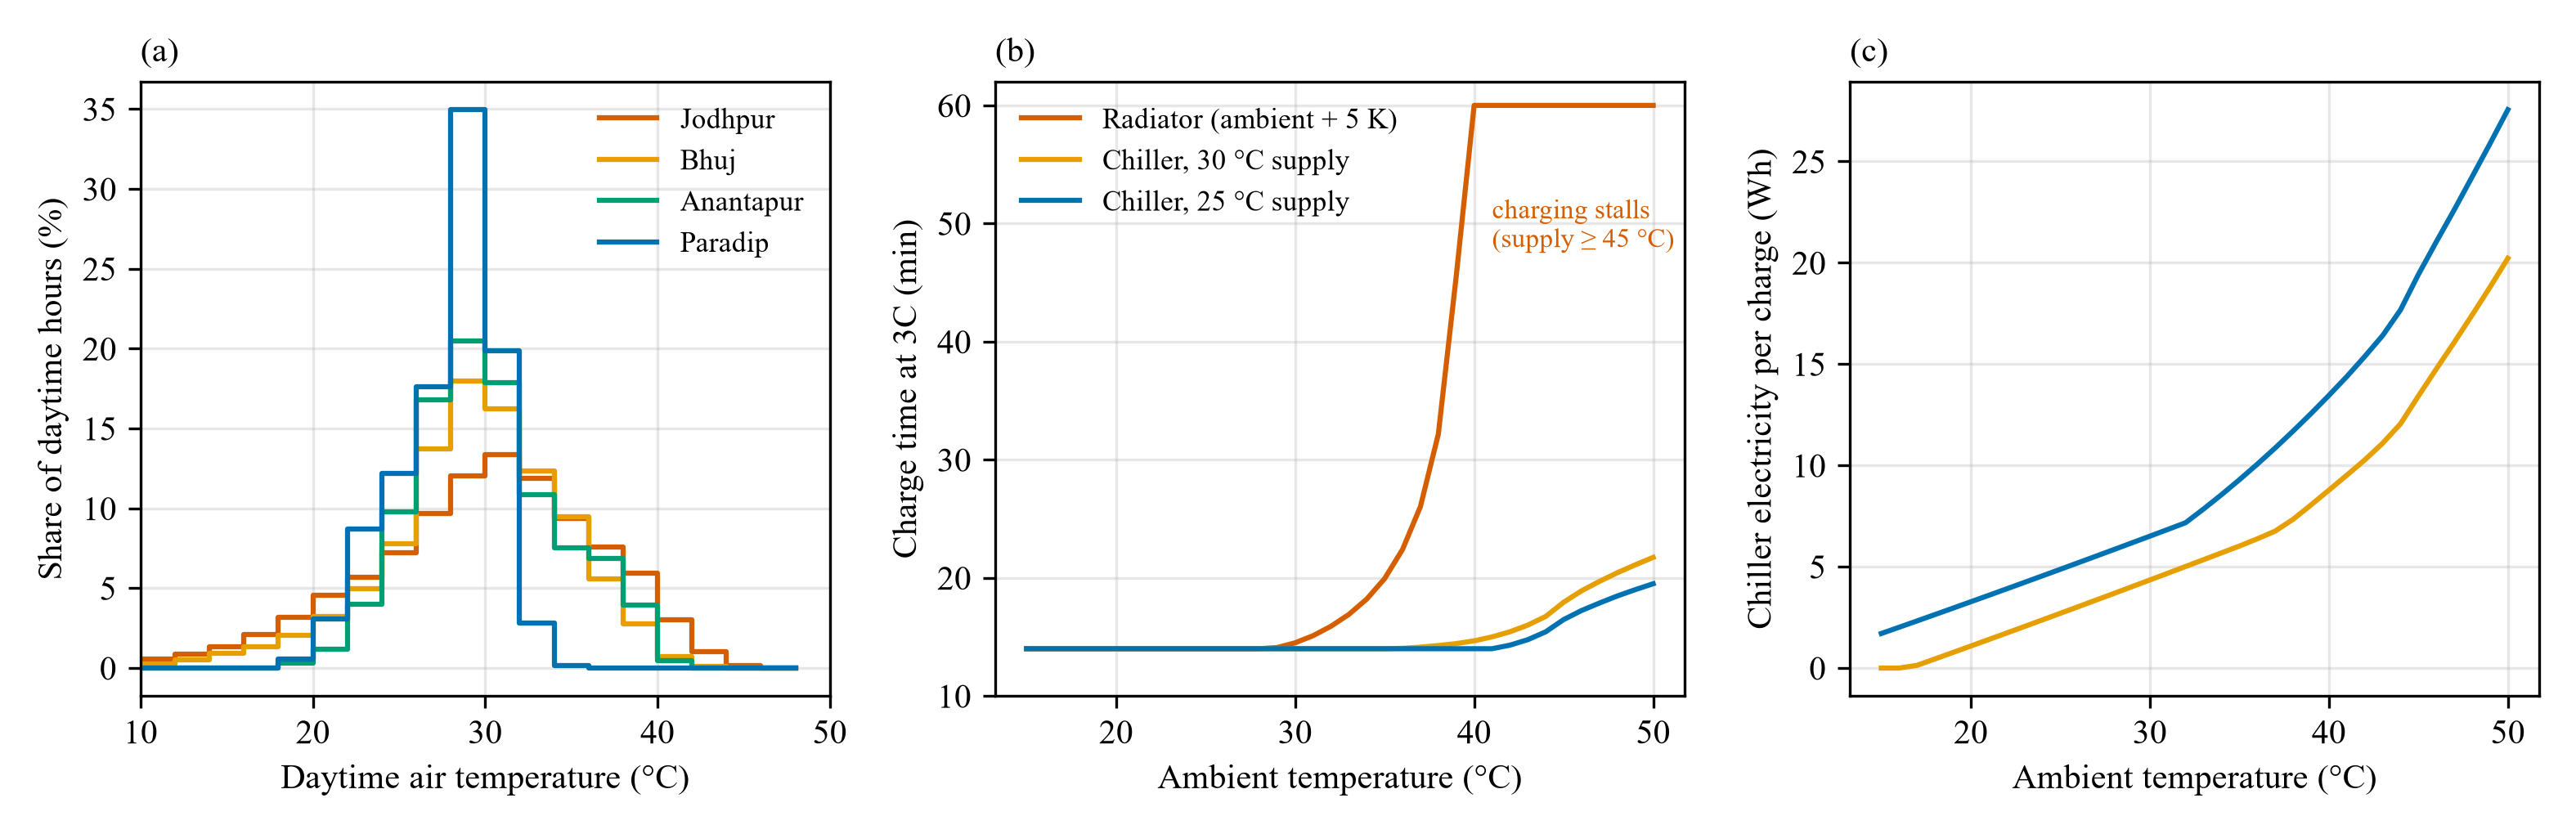 (a)
Share of daytime hours (%)
35
30
25
20
15
10
5
0
Jodhpur
Bhuj
Anantapur
Paradip
10 20 30 40 50
Daytime air temperature (°C)
(b)
Charge time at 3C (min)
60
50
40
30
20
10
Radiator (ambient + 5 K)
Chiller, 30 °C supply
Chiller, 25 °C supply
charging stalls
(supply ≥ 45 °C)
20 30 40 50
Ambient temperature (°C)
(c)
Chiller electricity per charge (Wh)
25
20
15
10
5
0
20 30 40 50
Ambient temperature (°C)